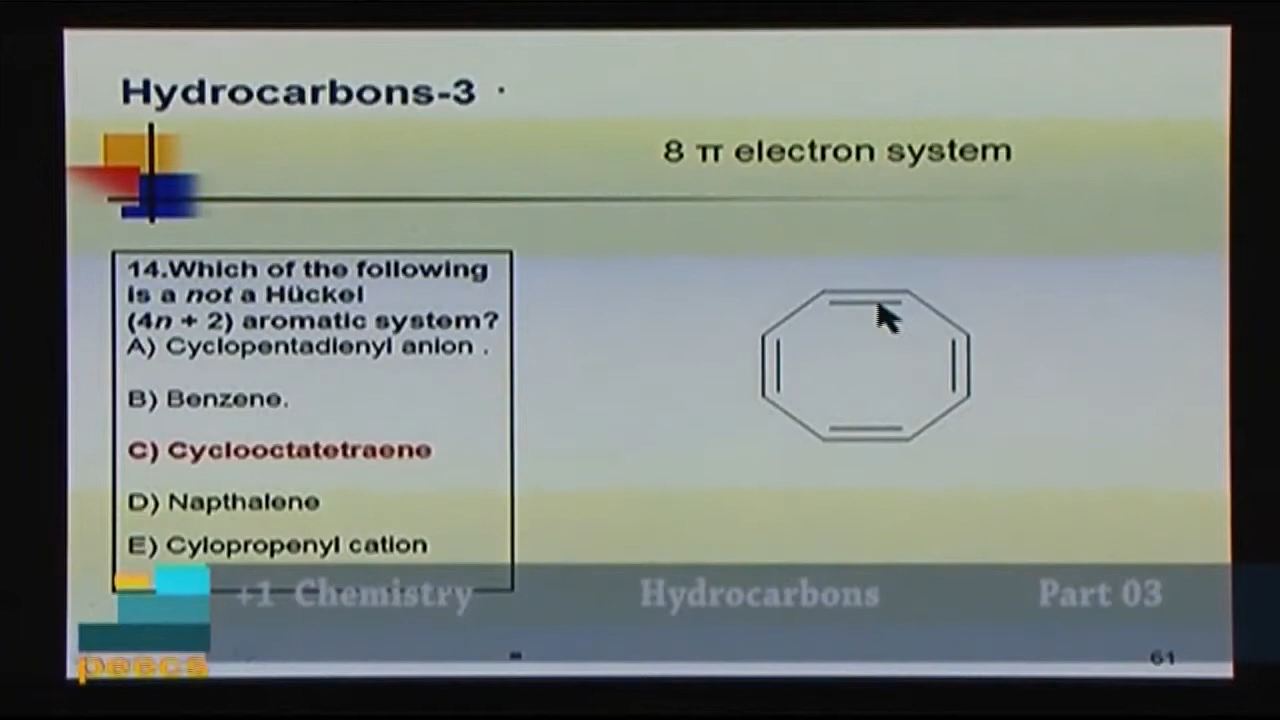 Hydrocarbons-3
8 π electron system
14.Which of the following
is a not a Hückel
(4n + 2) aromatic system?
A) Cyclopentadienyl anion .
B) Benzene.
C) Cyclooctatetraene
D) Napthalene
E) Cylopropenyl cation
+1 Chemistry Hydrocarbons Part 03
peecs
61